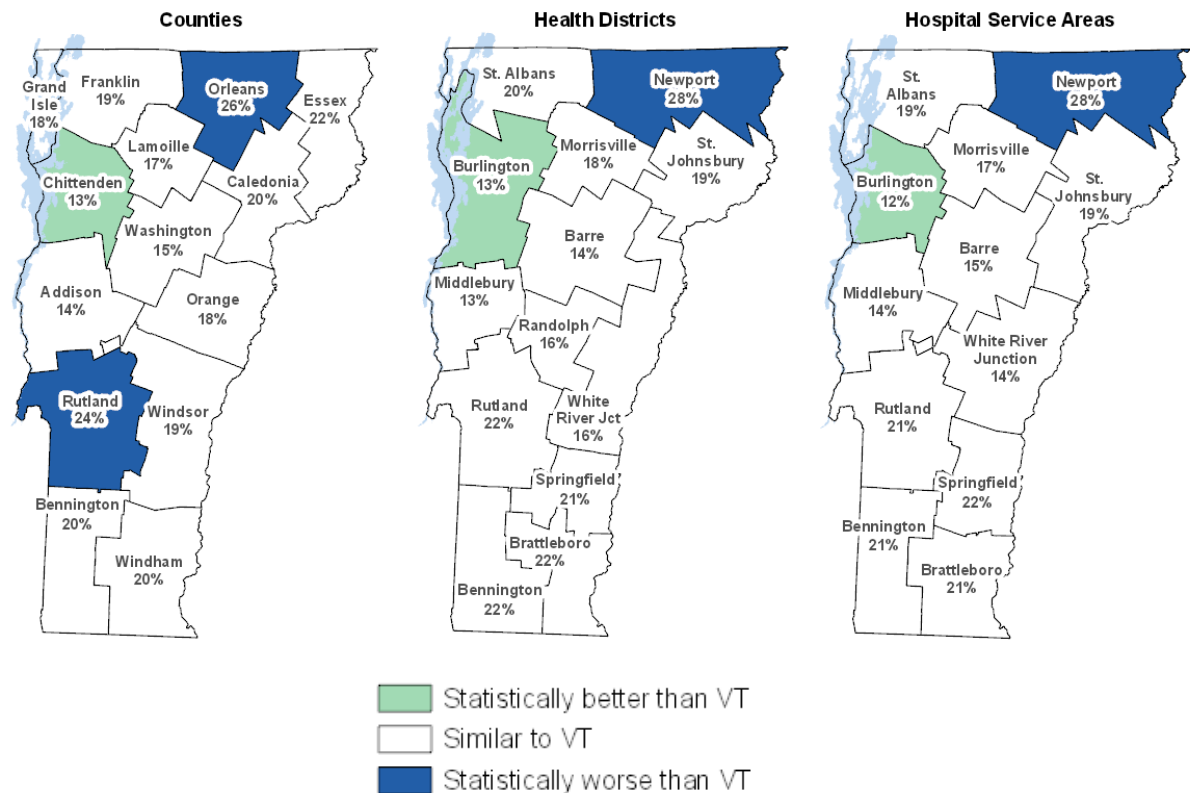 Counties
Franklin
19%
Grand
Isle
18%
Orleans
26%
Essex
22%
Lamoille
17%
Chittenden
13%
Caledonia
20%
Washington
15%
Addison
14%
Orange
18%
Rutland
24%
Windsor
19%
Bennington
20%
Windham
20%
Health Districts
St. Albans
20%
Newport
28%
Morrisville
18%
St.
Johnsbury
19%
Burlington
13%
Barre
14%
Middlebury
13%
Randolph
16%
Rutland
22%
White
River Jct
16%
Springfield
21%
Brattleboro
22%
Bennington
22%
Hospital Service Areas
St.
Albans
19%
Newport
28%
Morrisville
17%
Burlington
12%
St.
Johnsbury
19%
Barre
15%
Middlebury
14%
White River
Junction
14%
Rutland
21%
Springfield
22%
Bennington
21%
Brattleboro
21%
Statistically better than VT
Similar to VT
Statistically worse than VT